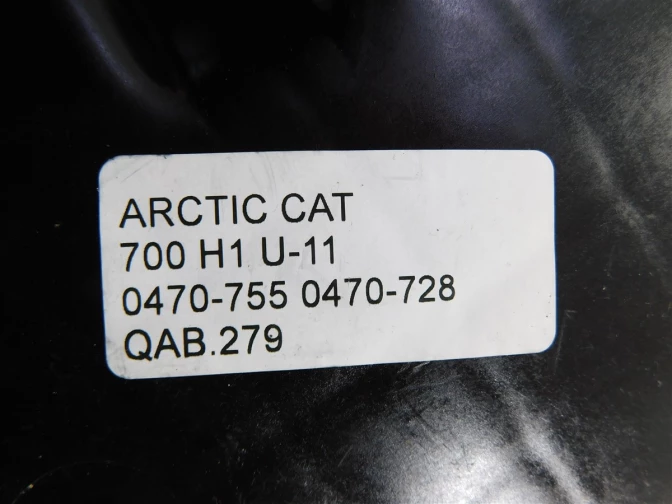 ARCTIC CAT
700 H1 U-11
0470-755 0470-728
QAB.279